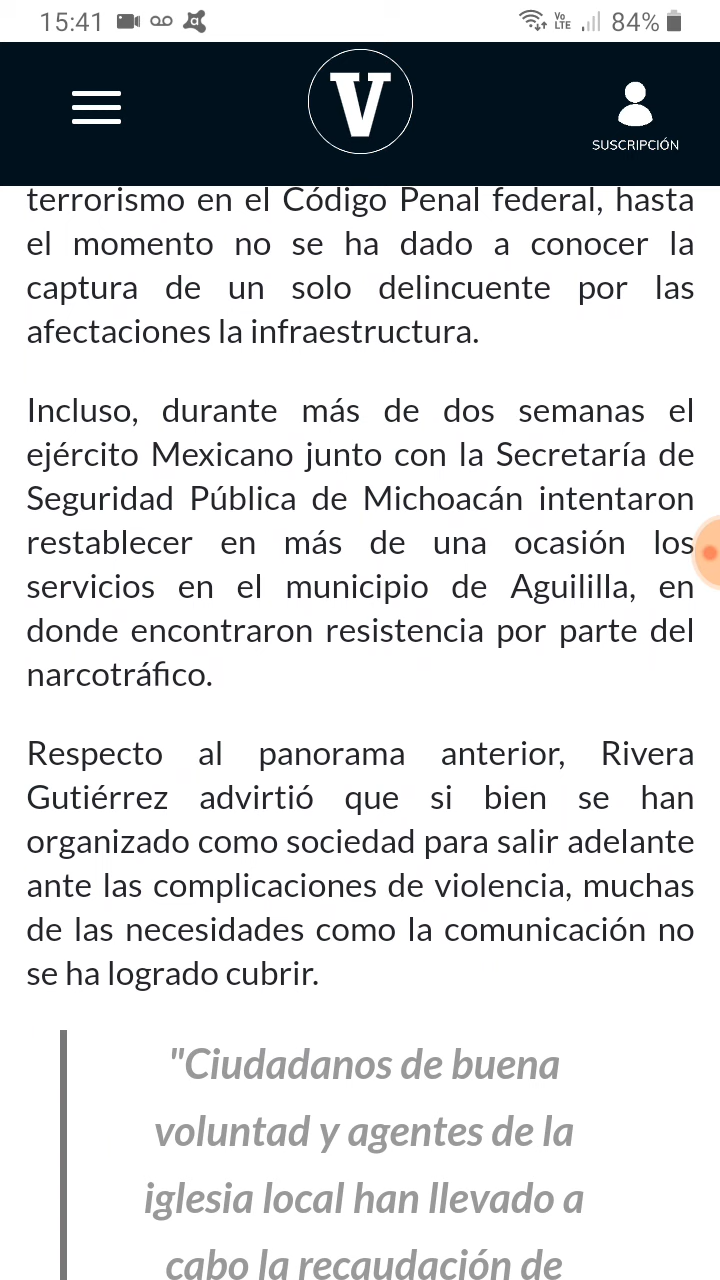 15:41
Vo
LTE
84%
V
SUSCRIPCIÓN
terrorismo en el Código Penal federal, hasta
el momento no se ha dado a conocer la
captura de un solo delincuente por las
afectaciones la infraestructura.
Incluso, durante más de dos semanas el
ejército Mexicano junto con la Secretaría de
Seguridad Pública de Michoacán intentaron
restablecer en más de una ocasión los
servicios en el municipio de Aguililla, en
donde encontraron resistencia por parte del
narcotráfico.
Respecto al panorama anterior, Rivera
Gutiérrez advirtió que si bien se han
organizado como sociedad para salir adelante
ante las complicaciones de violencia, muchas
de las necesidades como la comunicación no
se ha logrado cubrir.
"Ciudadanos de buena
voluntad y agentes de la
iglesia local han llevado a
cabo la recaudación de